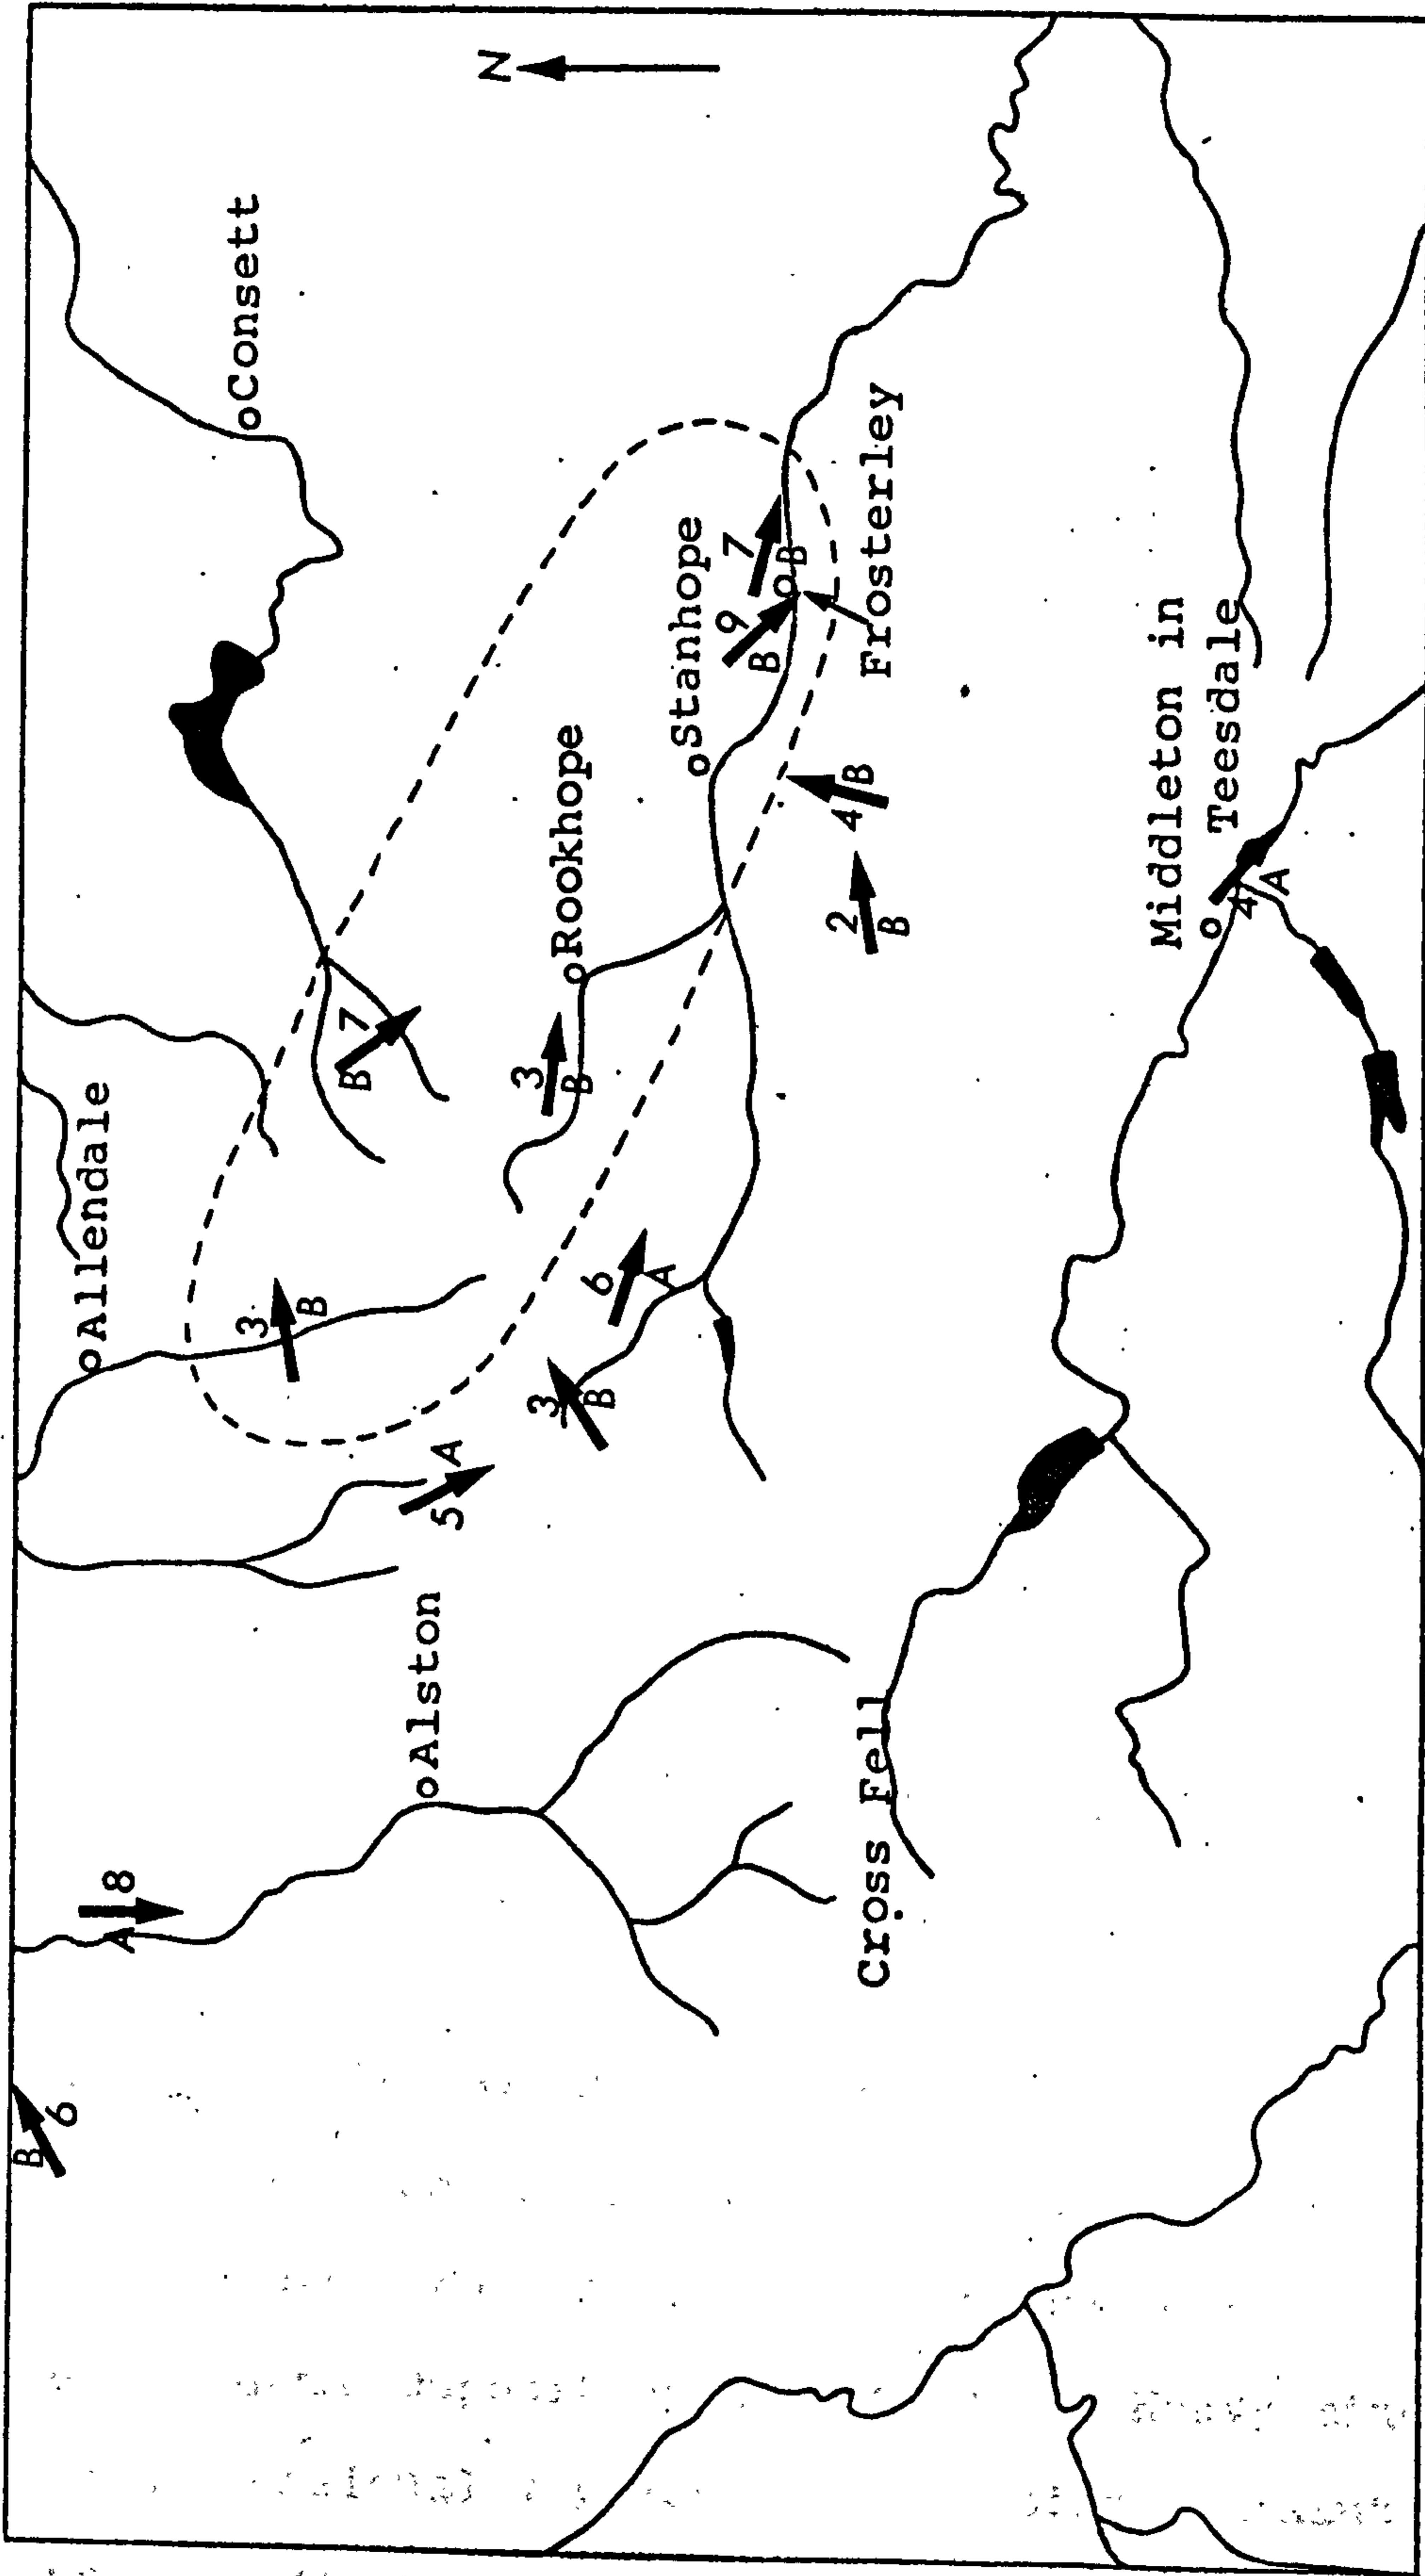 B 6
Allendale
A 8
N
Consett
3 B
B 7
Alston
5 A
3 B
3 B
Rookhope
6 A
Stanhope
9 B
7 B
4 B
2 B
Cross Fell
Frosterley
Middleton in
Teesdale
4 A